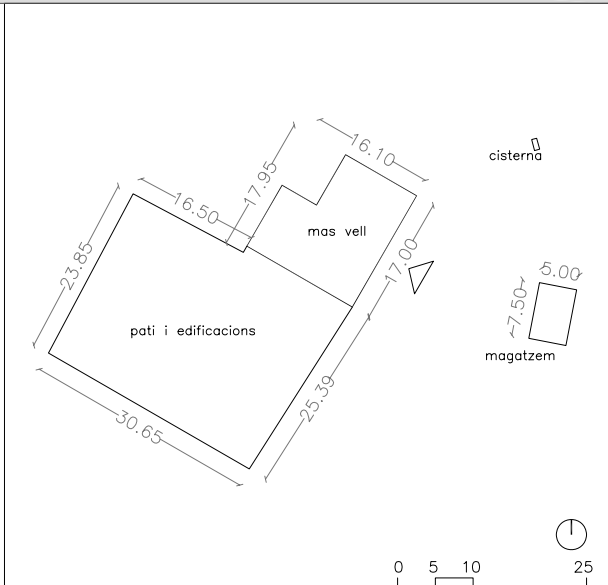 16.10
cisterna
17.95
16.50
mas vell
17.00
23.85
5.00
7.50
pati i edificacions
magatzem
25.39
30.65
0 5 10 25